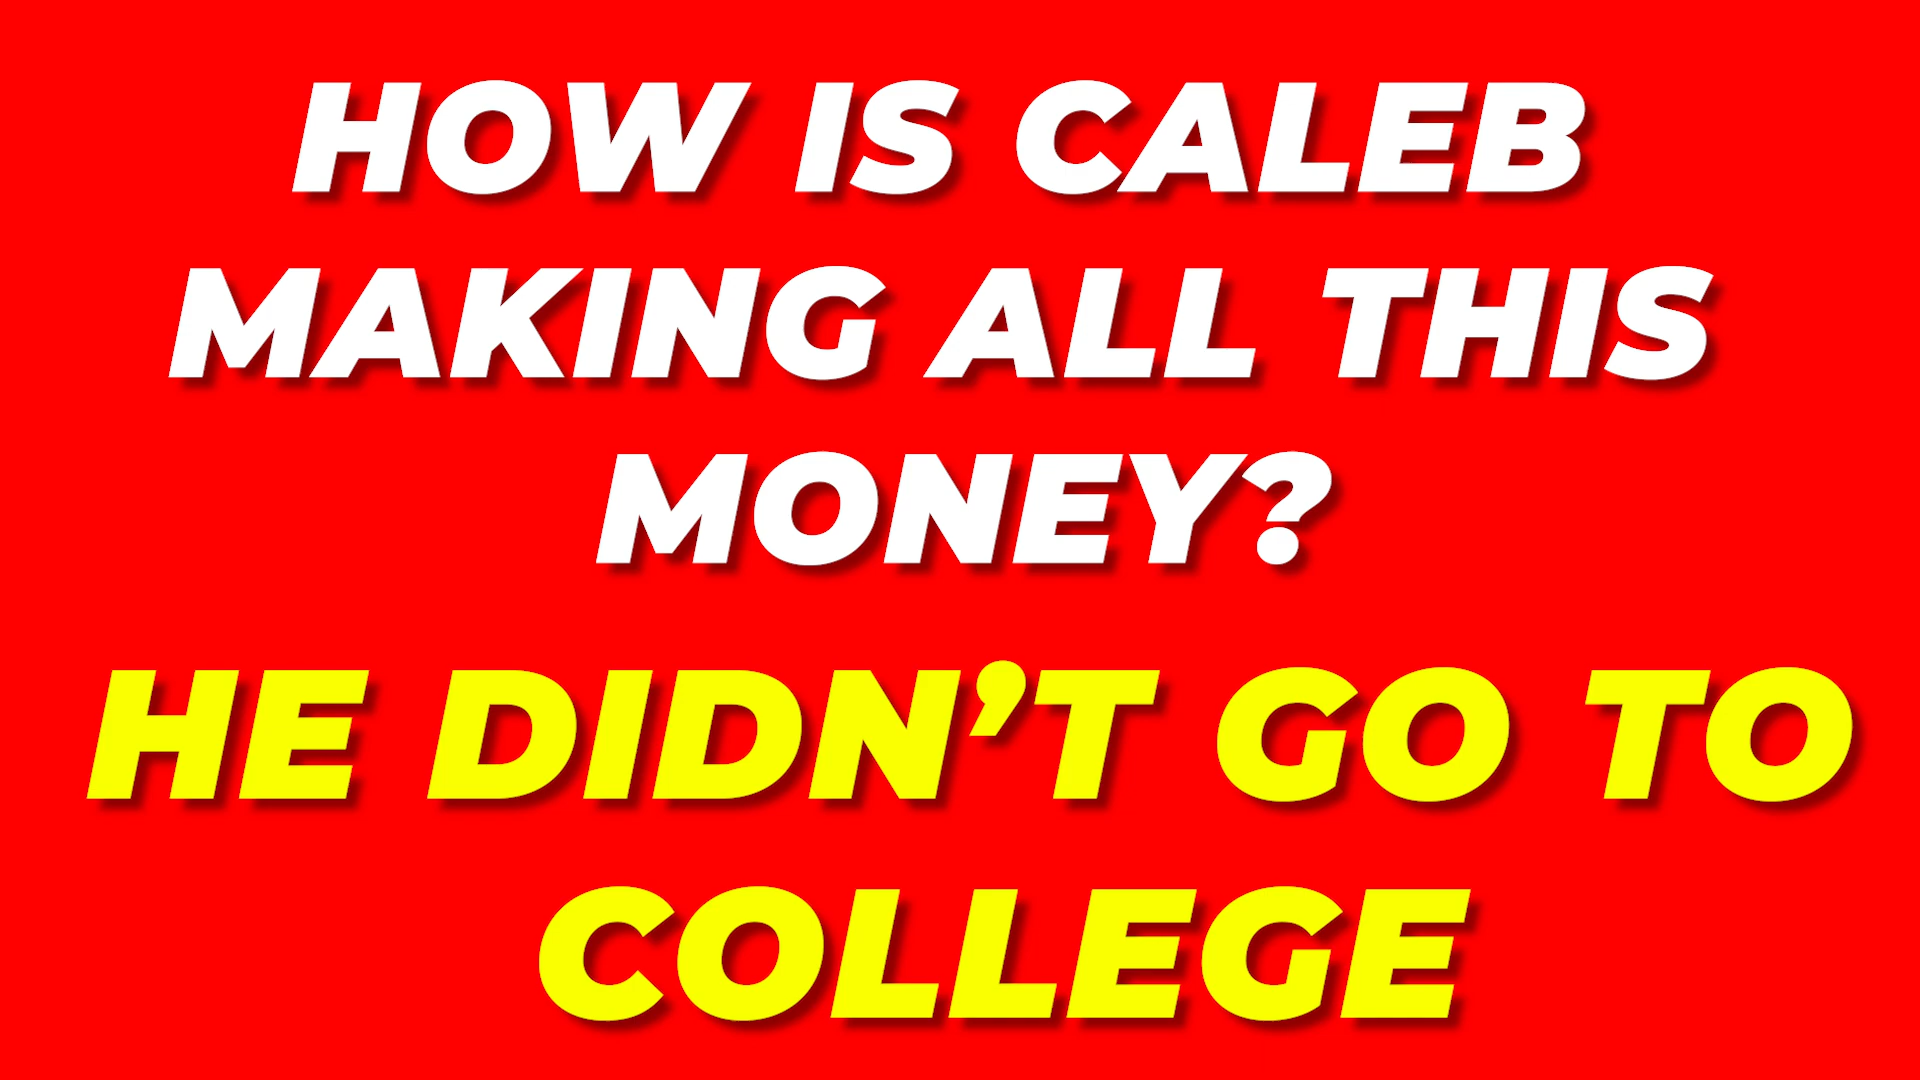 HOW IS CALEB
MAKING ALL THIS
MONEY?
HE DIDN’T GO TO
COLLEGE